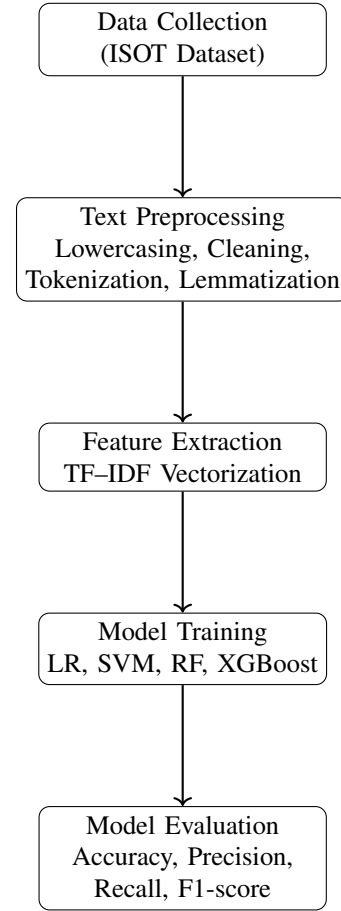 Data Collection
(ISOT Dataset)
Text Preprocessing
Lowercasing, Cleaning,
Tokenization, Lemmatization
Feature Extraction
TF–IDF Vectorization
Model Training
LR, SVM, RF, XGBoost
Model Evaluation
Accuracy, Precision,
Recall, F1-score